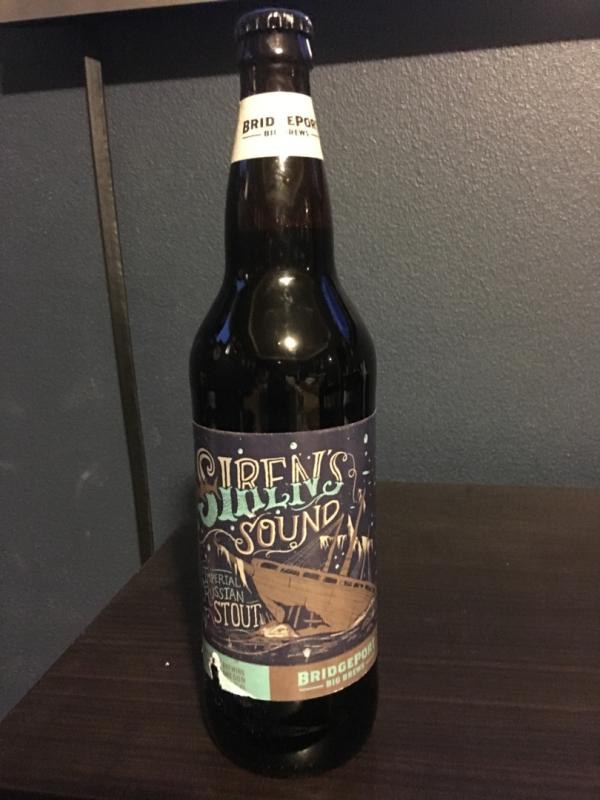 BRIDGEPORT
BIG BREWS
SIREN'S
SOUND
IMPERIAL
RUSSIAN
STOUT
BRIDGEPORT
BIG BREWS